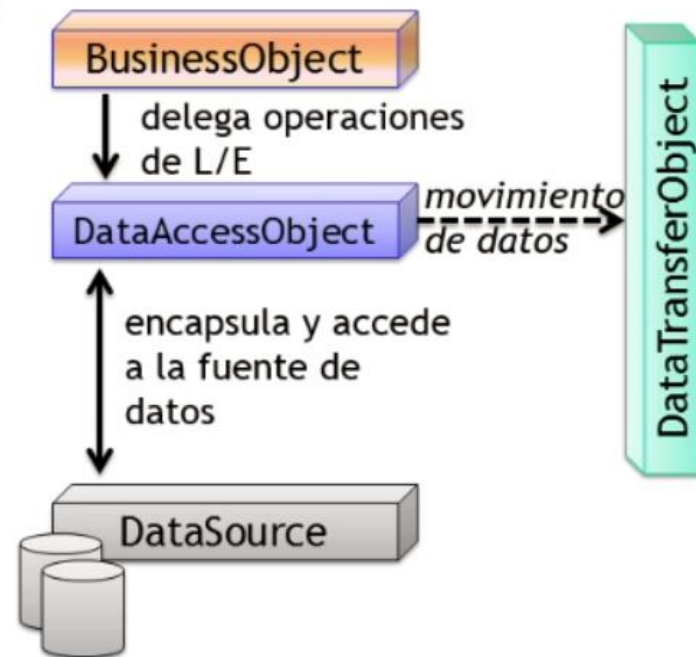 BusinessObject
delega operaciones
de L/E
DataAccessObject
movimiento
de datos
DataTransferObject
encapsula y accede
a la fuente de
datos
DataSource